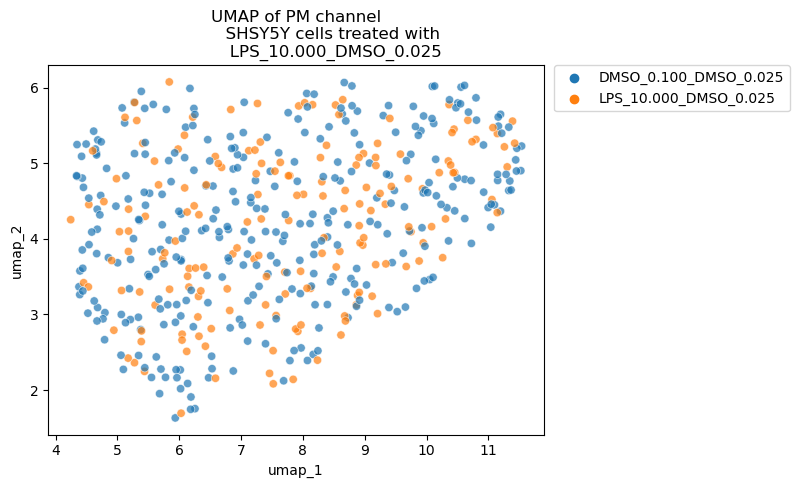 UMAP of PM channel
SHSY5Y cells treated with
LPS_10.000_DMSO_0.025
DMSO_0.100_DMSO_0.025
LPS_10.000_DMSO_0.025
umap_2
6
5
4
3
2
4 5 6 7 8 9 10 11
umap_1